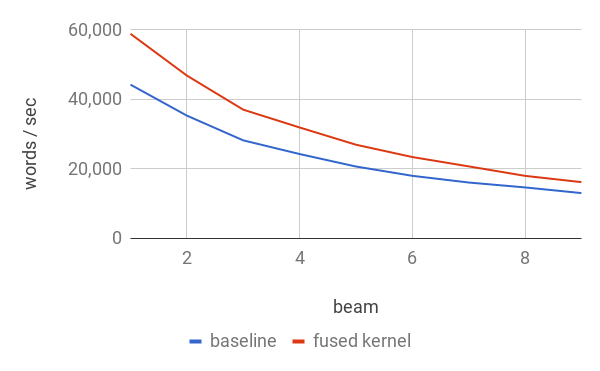 60,000
40,000
20,000
0
words / sec
2 4 6 8
beam
baseline fused kernel